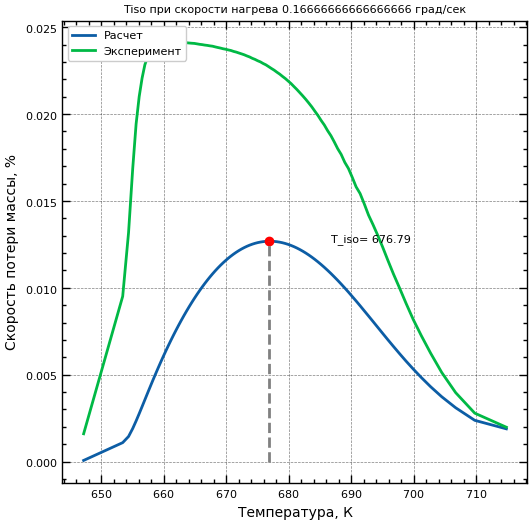 Tiso при скорости нагрева 0.16666666666666666 град/сек
Расчет
Эксперимент
Скорость потери массы, %
0.025
0.020
0.015
0.010
0.005
0.000
T_iso= 676.79
650 660 670 680 690 700 710
Температура, К